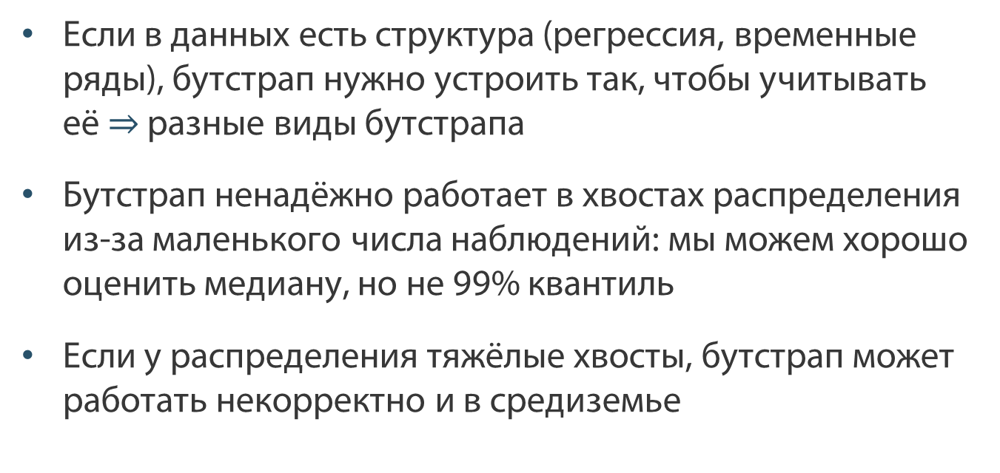 • Если в данных есть структура (регрессия, временные
ряды), бутстрап нужно устроить так, чтобы учитывать
её ⇒ разные виды бутстрапа
• Бутстрап ненадёжно работает в хвостах распределения
из-за маленького числа наблюдений: мы можем хорошо
оценить медиану, но не 99% квантиль
• Если у распределения тяжёлые хвосты, бутстрап может
работать некорректно и в средиземье